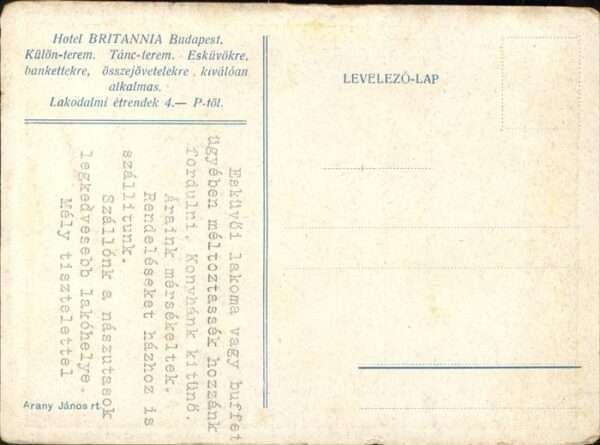 Hotel BRITANNIA Budapest.
Külön-terem. Tánc-terem. Esküvőkre,
bankettekre, összejövetelekre kiválóan
alkalmas.
Lakodalmi étrendek 4.— P-től.
LEVELEZŐ-LAP
Esküvői lakoma vagy buffet
ügyében méltoztassék hozzánk
fordulni. Konyhánk kitünő.
Áraink mérsékeltek.
Rendeléseket házhoz is
szállitunk.
Szállónk a nászutasok
legkedvesebb lakóhelye.
Mély tisztelettel
Arany János rt.